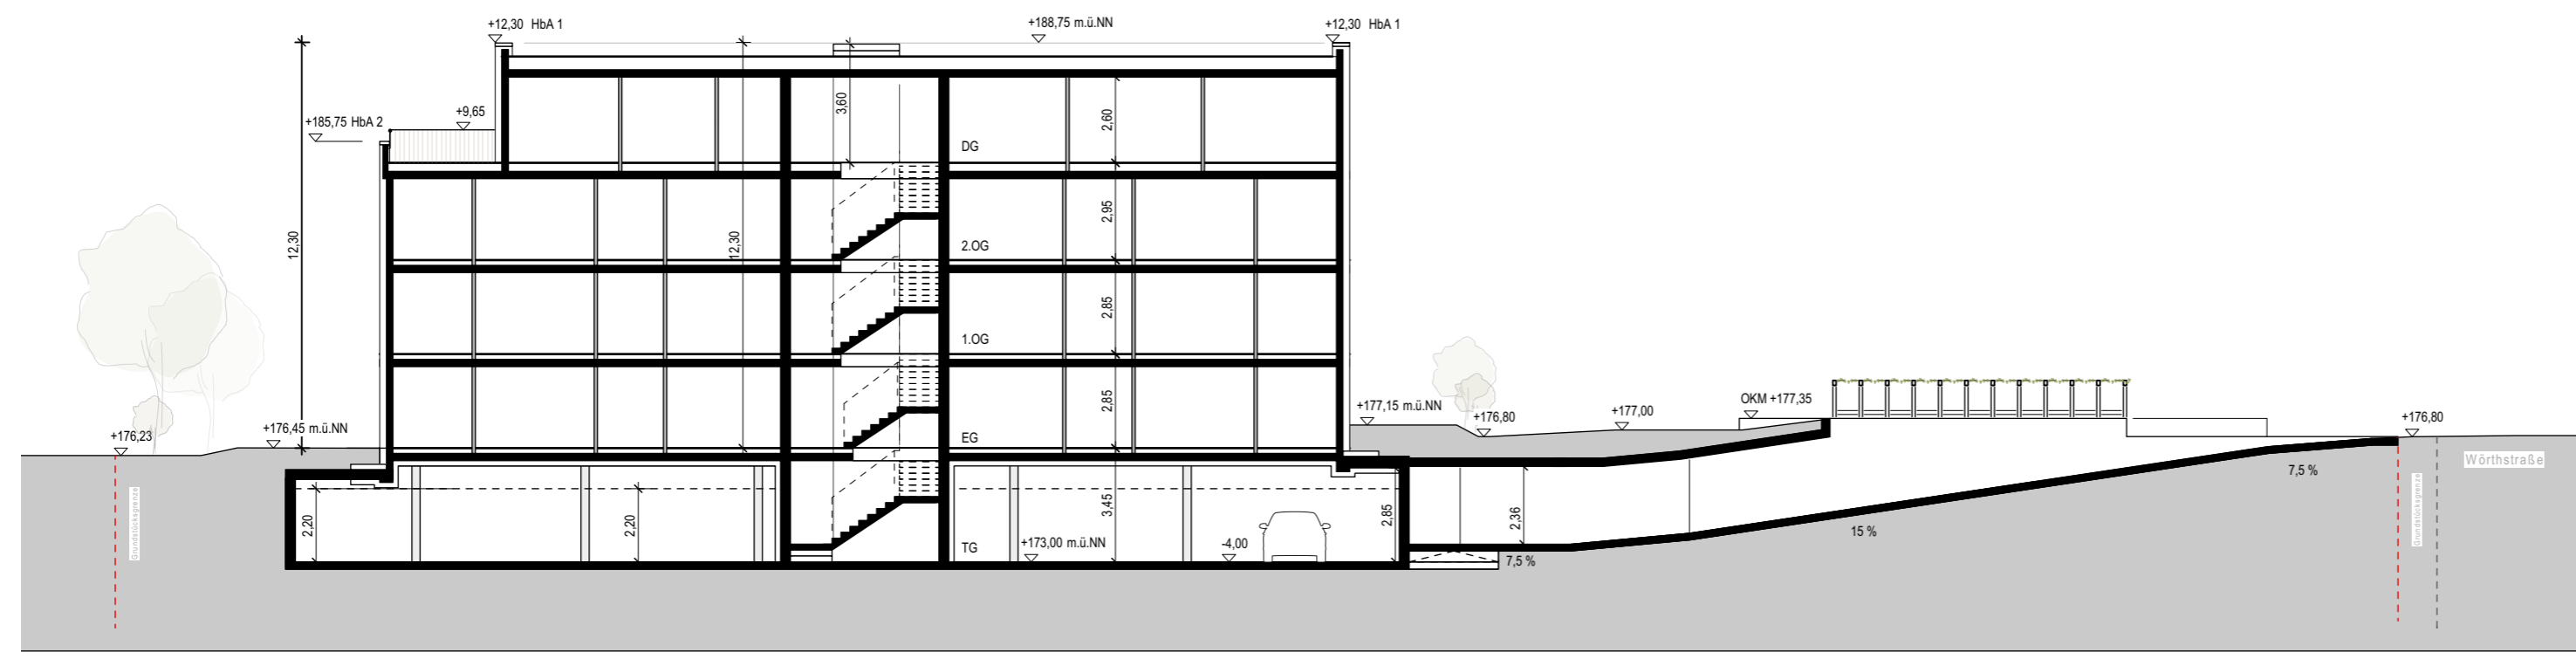 +12,30 HbA 1
+188,75 m.ü.NN
+12,30 HbA 1
+9,65
+185,75 HbA 2
3,60
2,60
DG
12,30
12,30
2,95
2.OG
2,85
1.OG
2,85
EG
+176,23
+176,45 m.ü.NN
+177,15 m.ü.NN
+176,80
+177,00
OKM +177,35
+176,80
Wörthstraße
7,5 %
Grundstücksgrenze
Grundstücksgrenze
2,20
2,20
3,45
2,85
2,36
15 %
TG
+173,00 m.ü.NN
-4,00
7,5 %